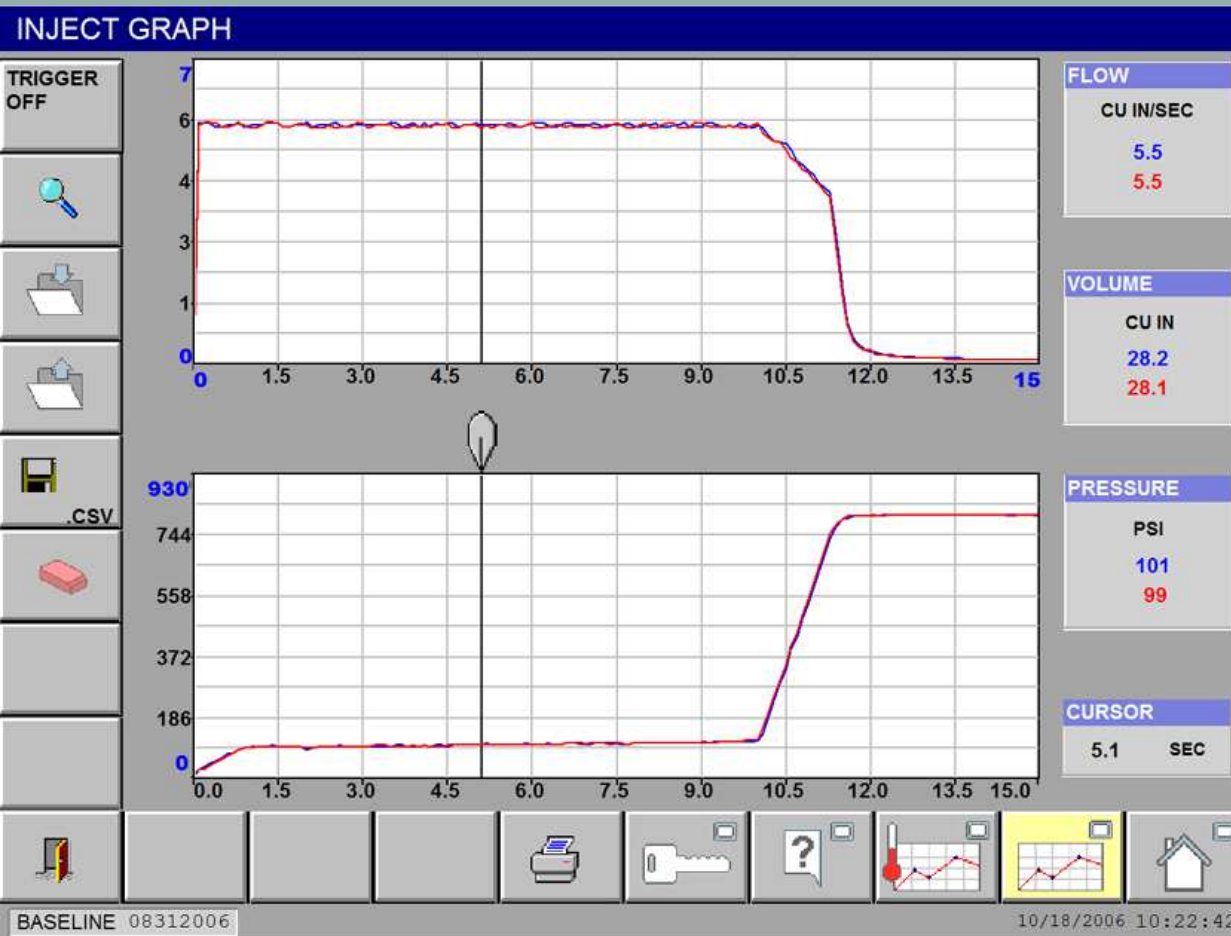 INJECT GRAPH
TRIGGER
OFF
.CSV
7
6
4
3
1
0
0 1.5 3.0 4.5 6.0 7.5 9.0 10.5 12.0 13.5 15
930
744
558
372
186
0
0.0 1.5 3.0 4.5 6.0 7.5 9.0 10.5 12.0 13.5 15.0
FLOW
CU IN/SEC
5.5
5.5
VOLUME
CU IN
28.2
28.1
PRESSURE
PSI
101
99
CURSOR
5.1 SEC
?
BASELINE 08312006
10/18/2006 10:22:42